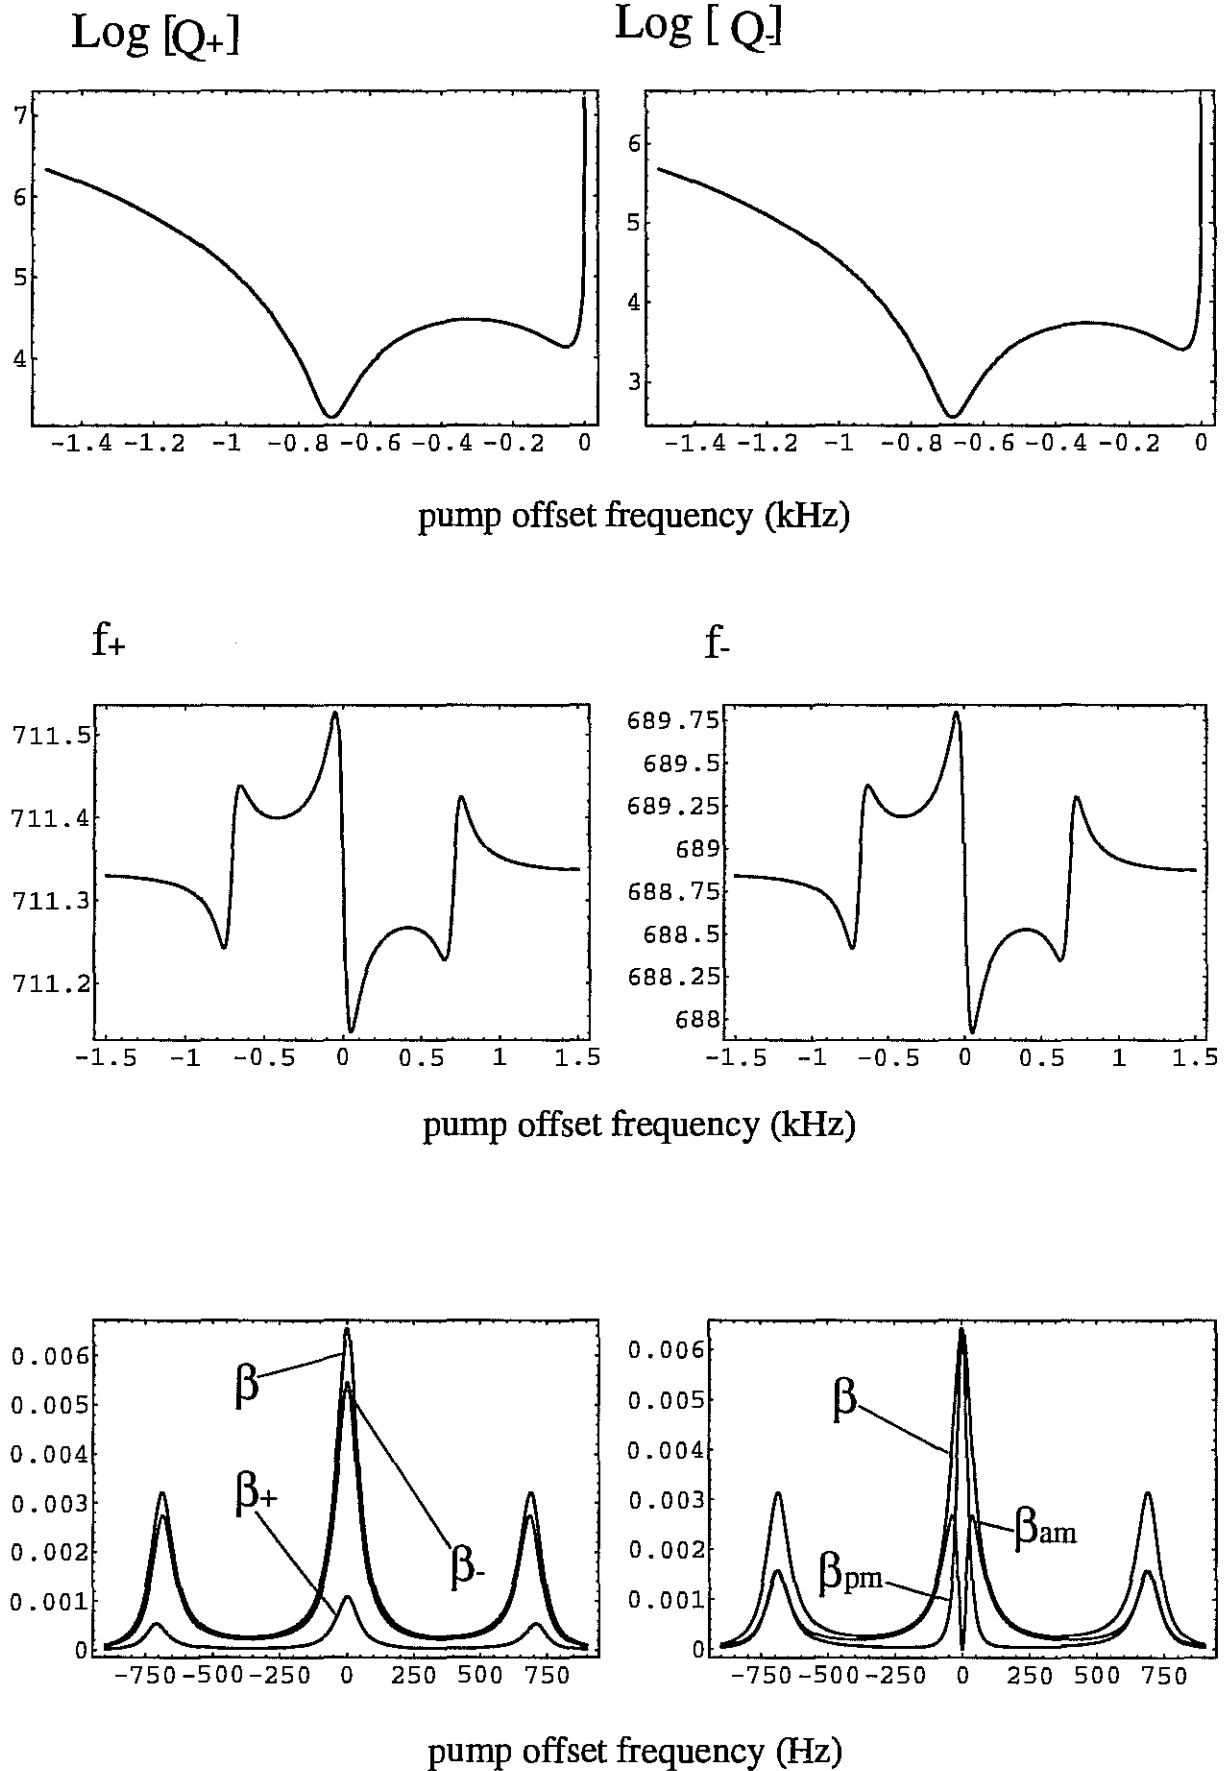 Log [Q+]
Log [ Q-]
7
6
5
4
-1.4 -1.2 -1 -0.8 -0.6 -0.4 -0.2 0
6
5
4
3
-1.4 -1.2 -1 -0.8 -0.6 -0.4 -0.2 0
pump offset frequency (kHz)
f+
f-
711.5
711.4
711.3
711.2
-1.5 -1 -0.5 0 0.5 1 1.5
689.75
689.5
689.25
689
688.75
688.5
688.25
688
-1.5 -1 -0.5 0 0.5 1 1.5
pump offset frequency (kHz)
0.006
0.005
0.004
0.003
0.002
0.001
0
β
β+
β-
-750 -500 -250 0 250 500 750
0.006
0.005
0.004
0.003
0.002
0.001
0
β
βam
βpm
-750 -500 -250 0 250 500 750
pump offset frequency (Hz)